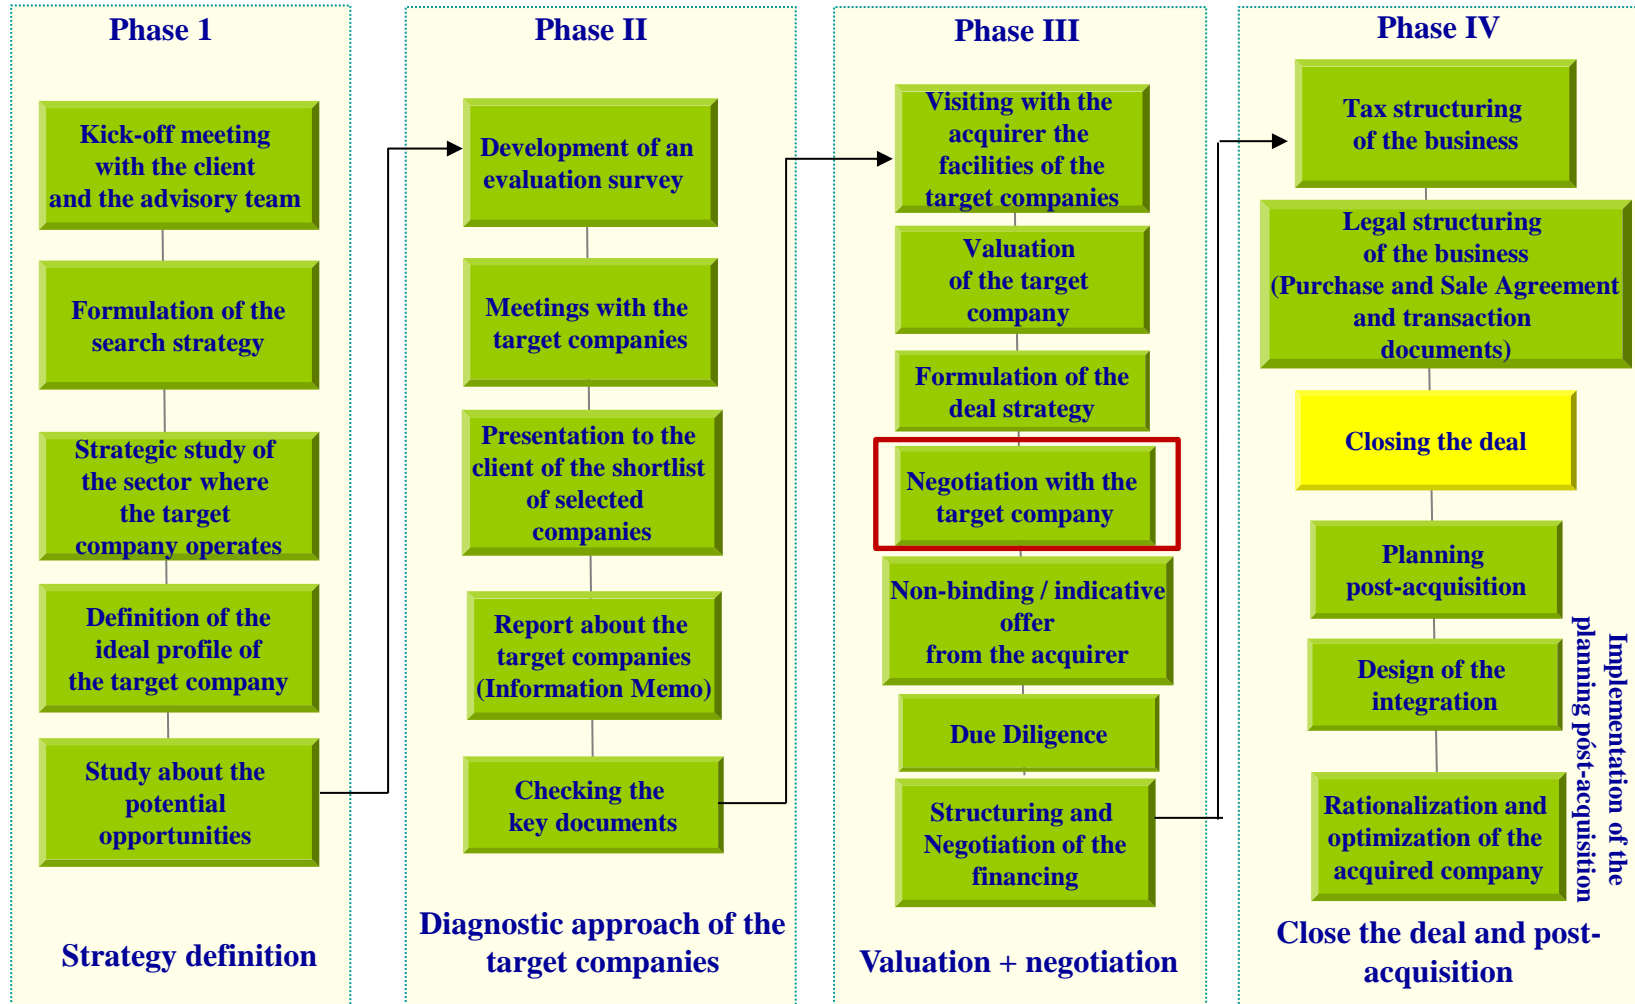 Phase 1
Kick-off meeting
with the client
and the advisory team
Formulation of the
search strategy
Strategic study of
the sector where
the target
company operates
Definition of the
ideal profile of
the target company
Study about the
potential
opportunities
Strategy definition
Phase II
Development of an
evaluation survey
Meetings with the
target companies
Presentation to the
client of the shortlist
of selected
companies
Report about the
target companies
(Information Memo)
Checking the
key documents
Diagnostic approach of the
target companies
Phase III
Visiting with the
acquirer the
facilities of the
target companies
Valuation
of the target
company
Formulation of the
deal strategy
Negotiation with the
target company
Non-binding / indicative
offer
from the acquirer
Due Diligence
Structuring and
Negotiation of the
financing
Valuation + negotiation
Phase IV
Tax structuring
of the business
Legal structuring
of the business
(Purchase and Sale Agreement
and transaction
documents)
Closing the deal
Planning
post-acquisition
Design of the
integration
Rationalization and
optimization of the
acquired company
Implementation of the
planning póst-acquisition
Close the deal and post-
acquisition